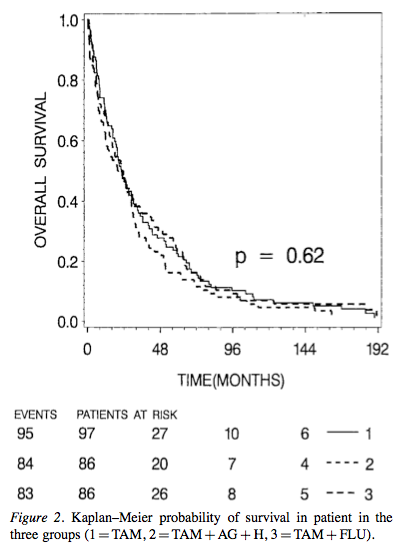 1.0
0.8
0.6
0.4
0.2
0.0
OVERALL SURVIVAL
p = 0.62
0 48 96 144 192
TIME(MONTHS)
EVENTS PATIENTS AT RISK
95 97 27 10 6 1
84 86 20 7 4 2
83 86 26 8 5 3
Figure 2. Kaplan–Meier probability of survival in patient in the
three groups (1 = TAM, 2 = TAM + AG + H, 3 = TAM + FLU).